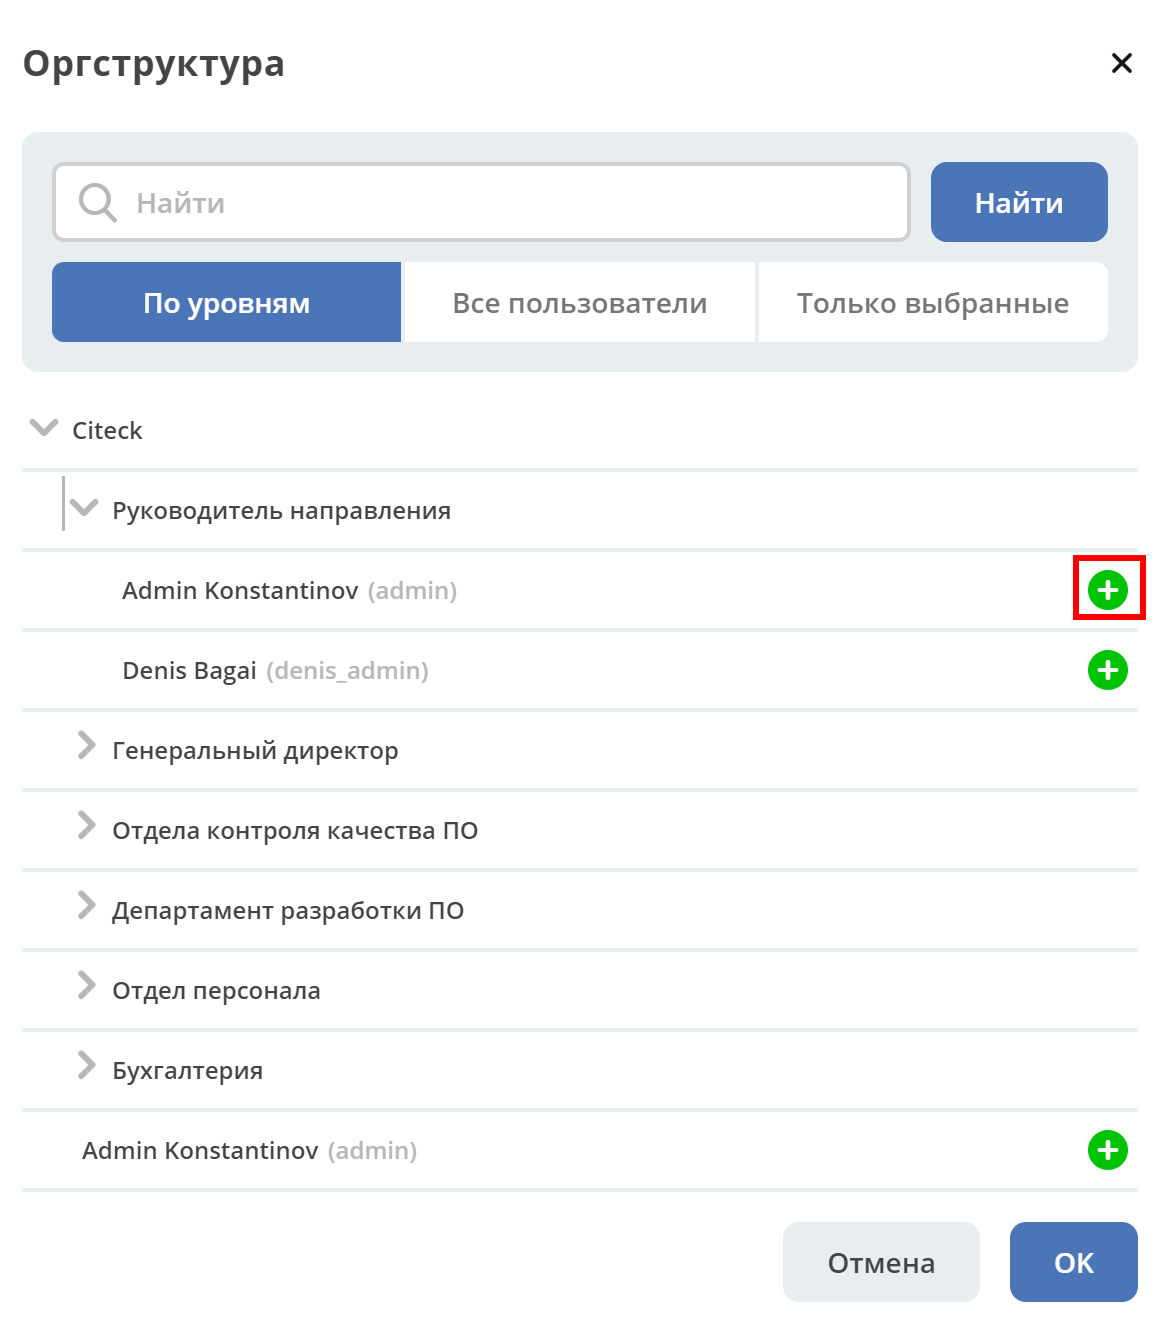 Оргструктура
Найти
Найти
По уровням
Все пользователи
Только выбранные
Citeck
Руководитель направления
Admin Konstantinov (admin)
Denis Bagai (denis_admin)
Генеральный директор
Отдела контроля качества ПО
Департамент разработки ПО
Отдел персонала
Бухгалтерия
Admin Konstantinov (admin)
Отмена
OK